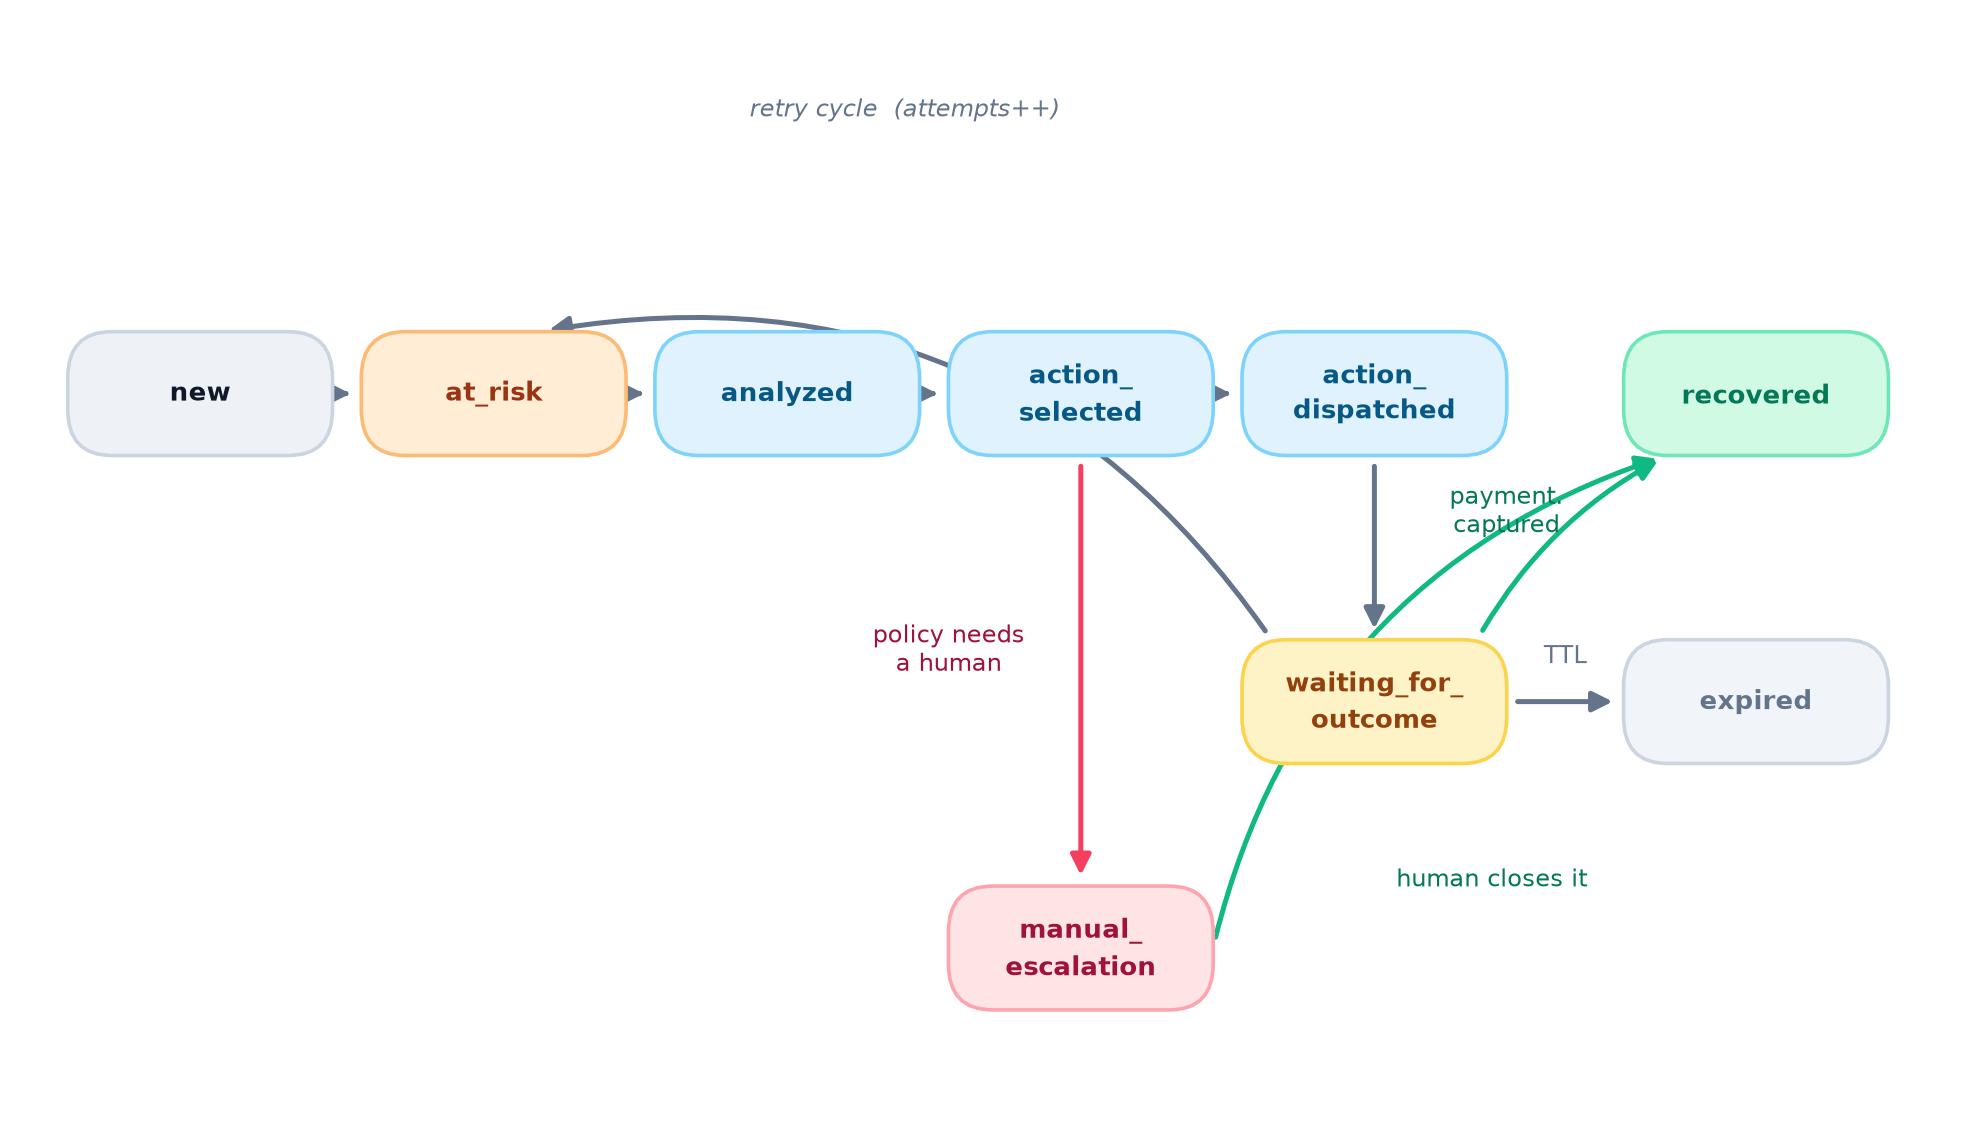 retry cycle  (attempts++)
new
at_risk
analyzed
action_
selected
action_
dispatched
recovered
payment.
captured
policy needs
a human
TTL
waiting_for_
outcome
expired
human closes it
manual_
escalation